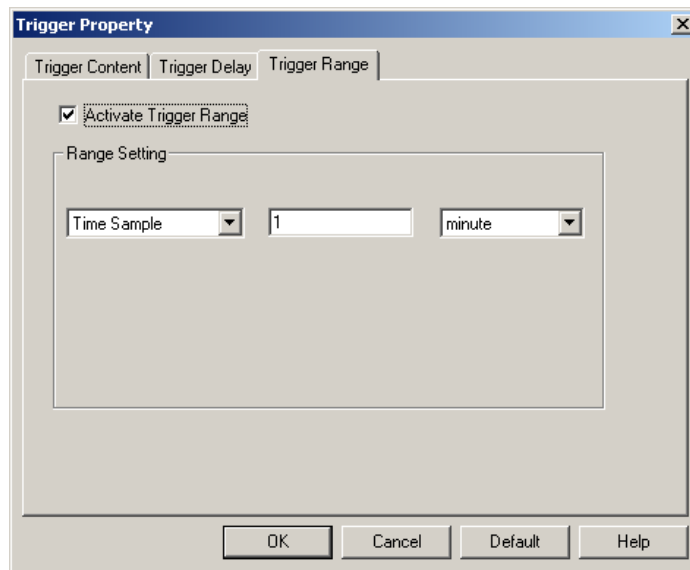 Trigger Property
Trigger Content Trigger Delay Trigger Range
Activate Trigger Range
Range Setting
Time Sample 1 minute
OK Cancel Default Help